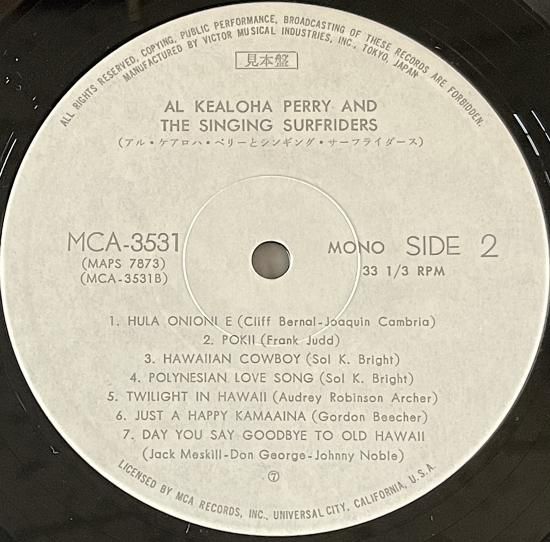 ALL RIGHTS RESERVED, COPYING, PUBLIC PERFORMANCE, BROADCASTING OF THESE RECORDS ARE FORBIDDEN.
MANUFACTURED BY VICTOR MUSICAL INDUSTRIES, INC., TOKYO, JAPAN
見本盤
AL KEALOHA PERRY AND
THE SINGING SURFRIDERS
(アル・ケアロハ・ペリーとシンギング・サーフライダース)
MCA-3531
(MAPS 7873)
(MCA-3531B)
MONO SIDE 2
33 1/3 RPM
1. HULA ONIONI E (Cliff Bernal-Joaquin Cambria)
2. POKII (Frank Judd)
3. HAWAIIAN COWBOY (Sol K. Bright)
4. POLYNESIAN LOVE SONG (Sol K. Bright)
5. TWILIGHT IN HAWAII (Audrey Robinson Archer)
6. JUST A HAPPY KAMAAINA (Gordon Beecher)
7. DAY YOU SAY GOODBYE TO OLD HAWAII
(Jack Meskill-Don George-Johnny Noble)
⑦
LICENSED BY MCA RECORDS, INC., UNIVERSAL CITY, CALIFORNIA, U.S.A.